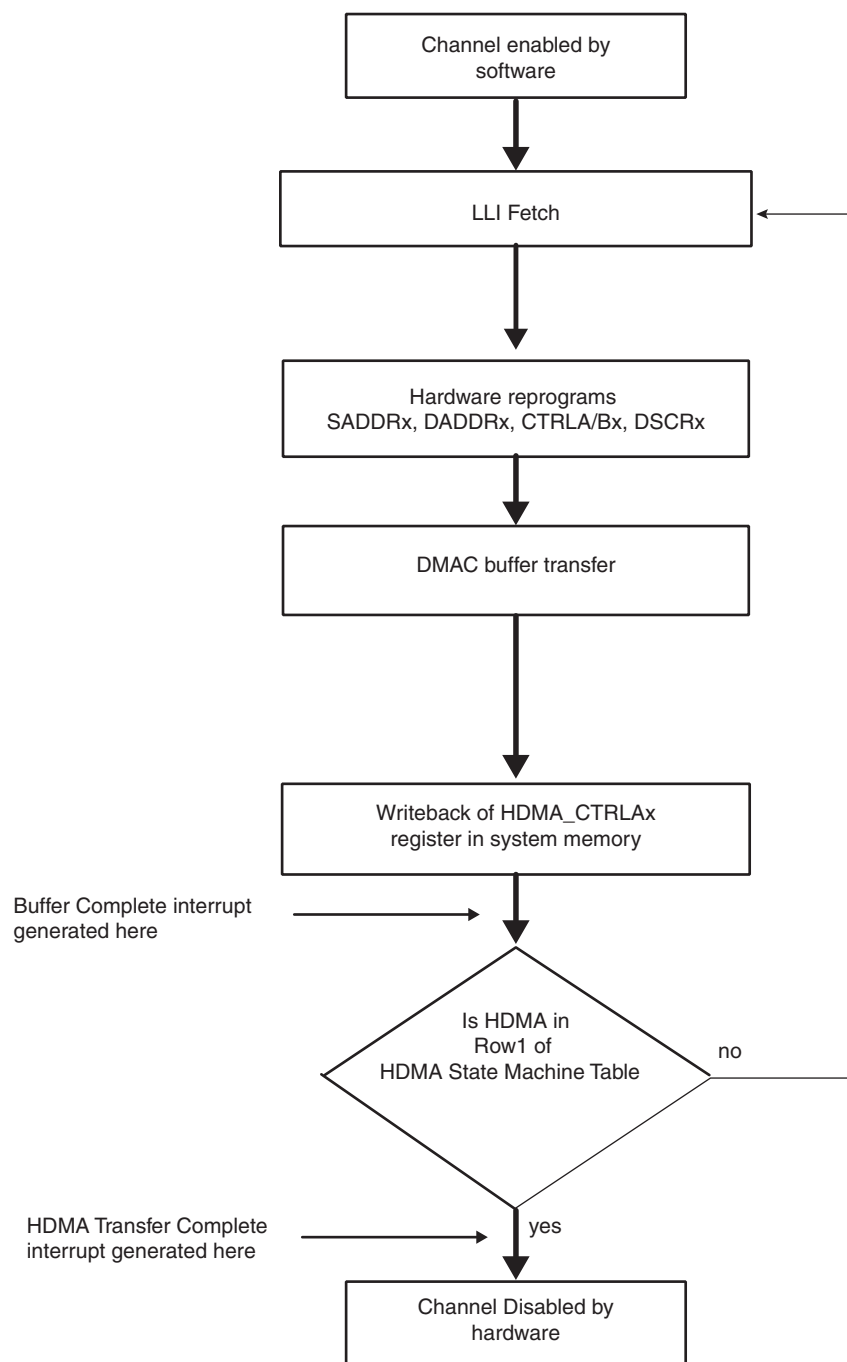 Channel enabled by
software
LLI Fetch
Hardware reprograms
SADDRx, DADDRx, CTRLA/Bx, DSCRx
DMAC buffer transfer
Writeback of HDMA_CTRLAx
register in system memory
Buffer Complete interrupt
generated here
Is HDMA in
Row1 of
HDMA State Machine Table
no
HDMA Transfer Complete
interrupt generated here
yes
Channel Disabled by
hardware